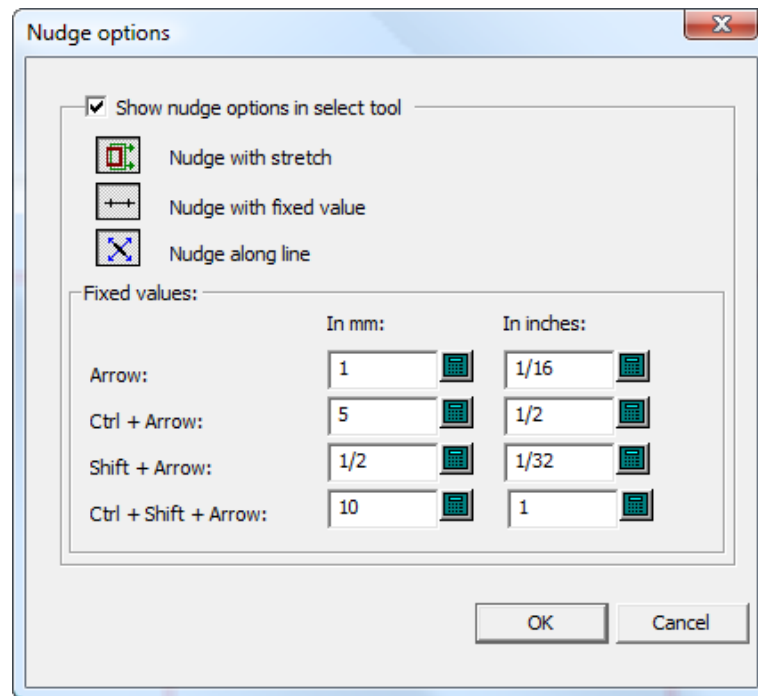 Nudge options
Show nudge options in select tool
Nudge with stretch
Nudge with fixed value
Nudge along line
Fixed values:
In mm: In inches:
Arrow: 1 1/16
Ctrl + Arrow: 5 1/2
Shift + Arrow: 1/2 1/32
Ctrl + Shift + Arrow: 10 1
OK Cancel